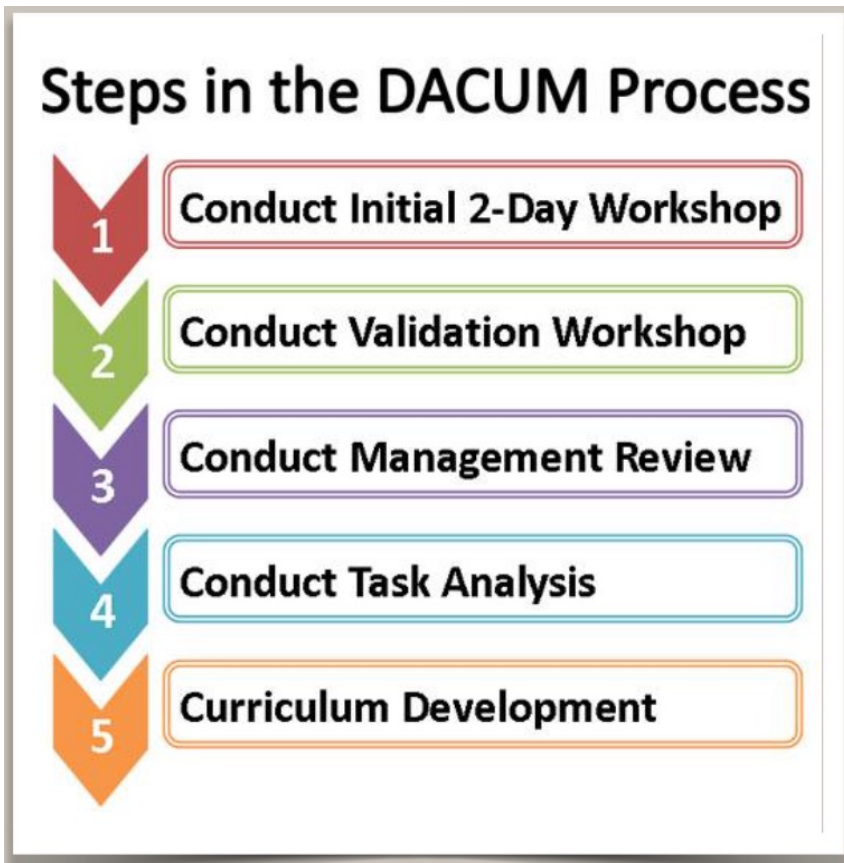 Steps in the DACUM Process
1
Conduct Initial 2-Day Workshop
2
Conduct Validation Workshop
3
Conduct Management Review
4
Conduct Task Analysis
5
Curriculum Development